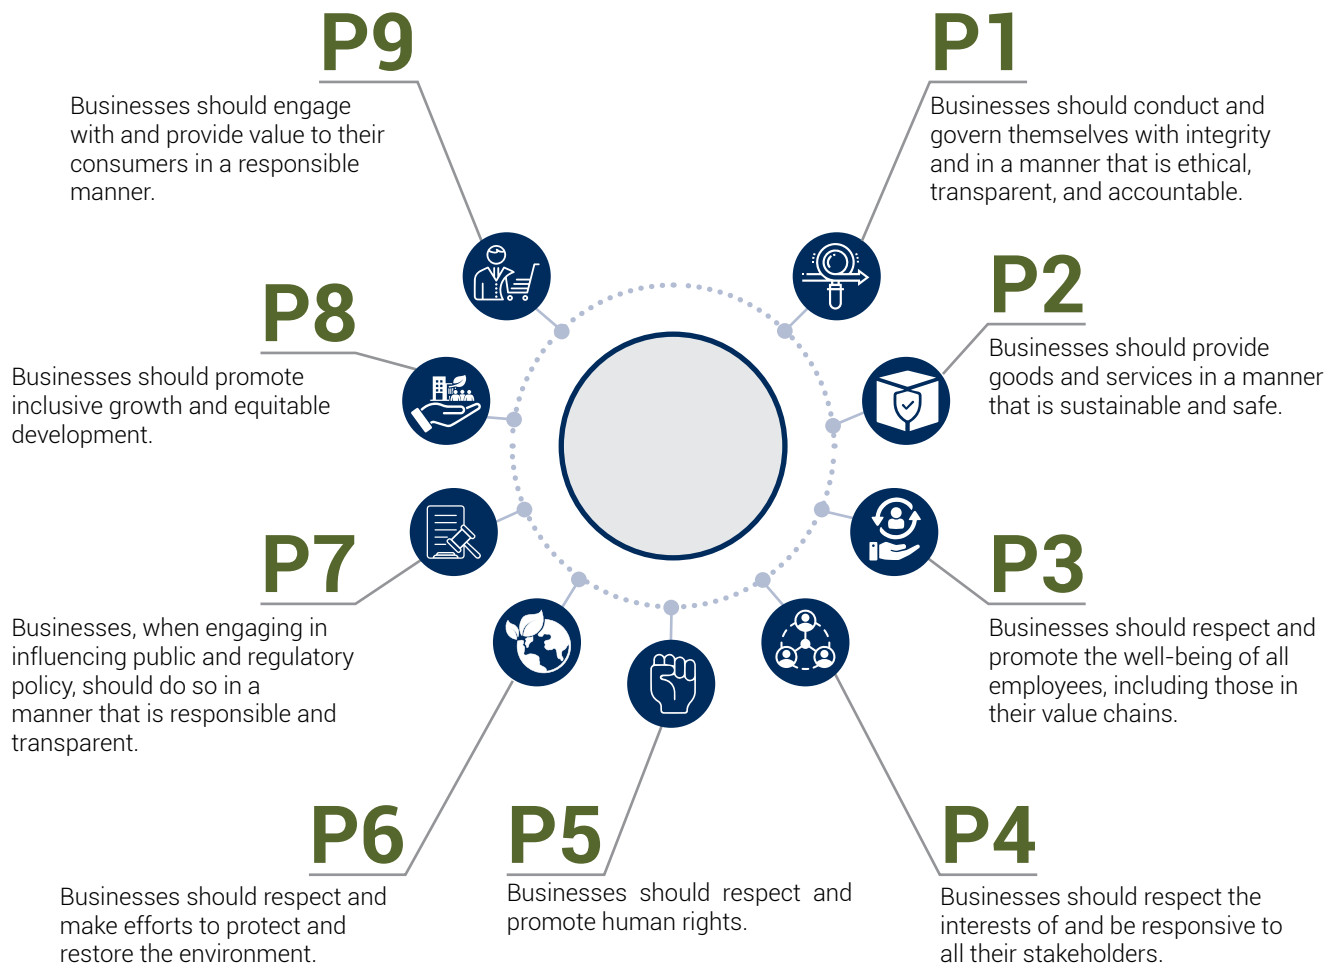 P1
Businesses should conduct and
govern themselves with integrity
and in a manner that is ethical,
transparent, and accountable.
P2
Businesses should provide
goods and services in a manner
that is sustainable and safe.
P3
Businesses should respect and
promote the well-being of all
employees, including those in
their value chains.
P4
Businesses should respect the
interests of and be responsive to
all their stakeholders.
P5
Businesses should respect and
promote human rights.
P6
Businesses should respect and
make efforts to protect and
restore the environment.
P7
Businesses, when engaging in
influencing public and regulatory
policy, should do so in a
manner that is responsible and
transparent.
P8
Businesses should promote
inclusive growth and equitable
development.
P9
Businesses should engage
with and provide value to their
consumers in a responsible
manner.